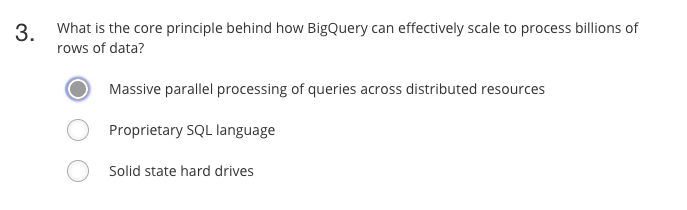 3. What is the core principle behind how BigQuery can effectively scale to process billions of
rows of data?
Massive parallel processing of queries across distributed resources
Proprietary SQL language
Solid state hard drives